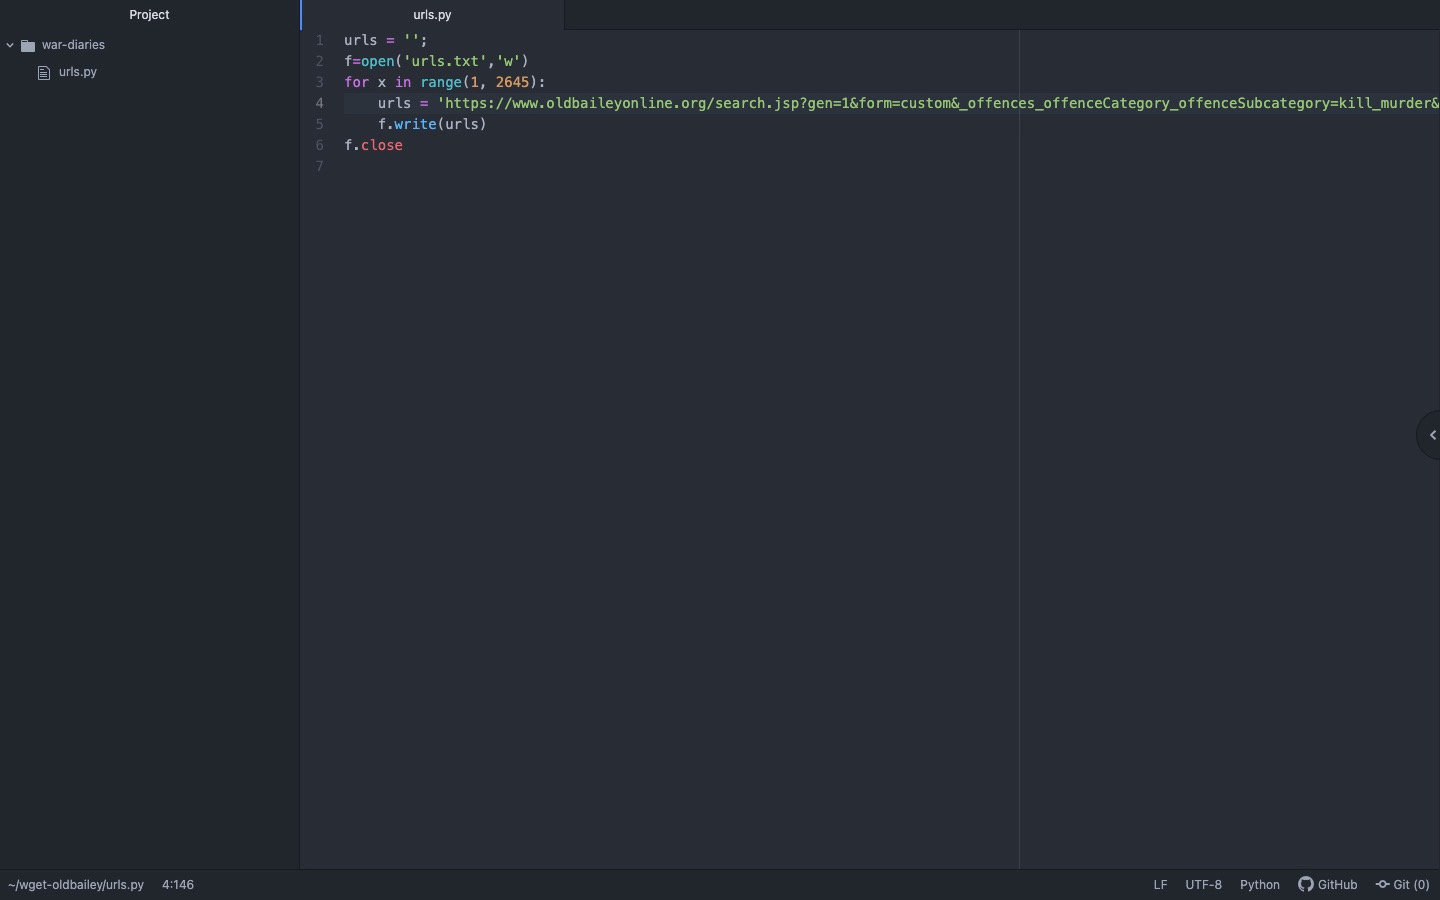 Project
urls.py
war-diaries
urls.py
1 urls = '';
2 f=open('urls.txt','w')
3 for x in range(1, 2645):
4 urls = 'https://www.oldbaileyonline.org/search.jsp?gen=1&form=custom&_offences_offenceCategory_offenceSubcategory=kill_murder&
5 f.write(urls)
6 f.close
7
~/wget-oldbailey/urls.py 4:146 LF UTF-8 Python GitHub Git (0)